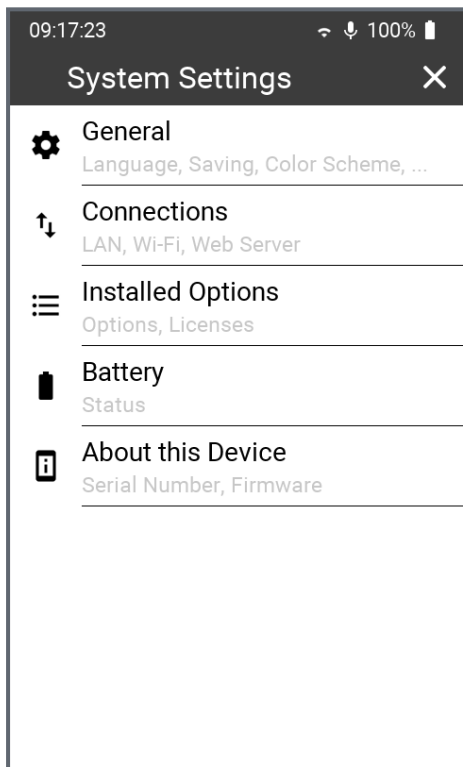 09:17:23 100%
System Settings
General
Language, Saving, Color Scheme, ...
Connections
LAN, Wi-Fi, Web Server
Installed Options
Options, Licenses
Battery
Status
About this Device
Serial Number, Firmware